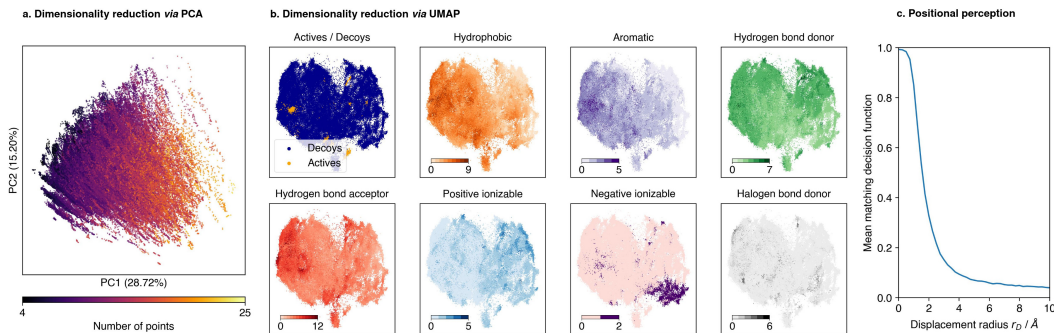 a. Dimensionality reduction via PCA
PC2 (15.20%)
PC1 (28.72%)
4
25
Number of points
b. Dimensionality reduction via UMAP
Actives / Decoys
Hydrophobic
Aromatic
Hydrogen bond donor
Decoys
Actives
0
9
0
5
0
7
Hydrogen bond acceptor
Positive ionizable
Negative ionizable
Halogen bond donor
0
12
0
5
0
2
0
6
c. Positional perception
Mean matching decision function
1.0
0.8
0.6
0.4
0.2
0.0
0
2
4
6
8
10
Displacement radius r_D / Å